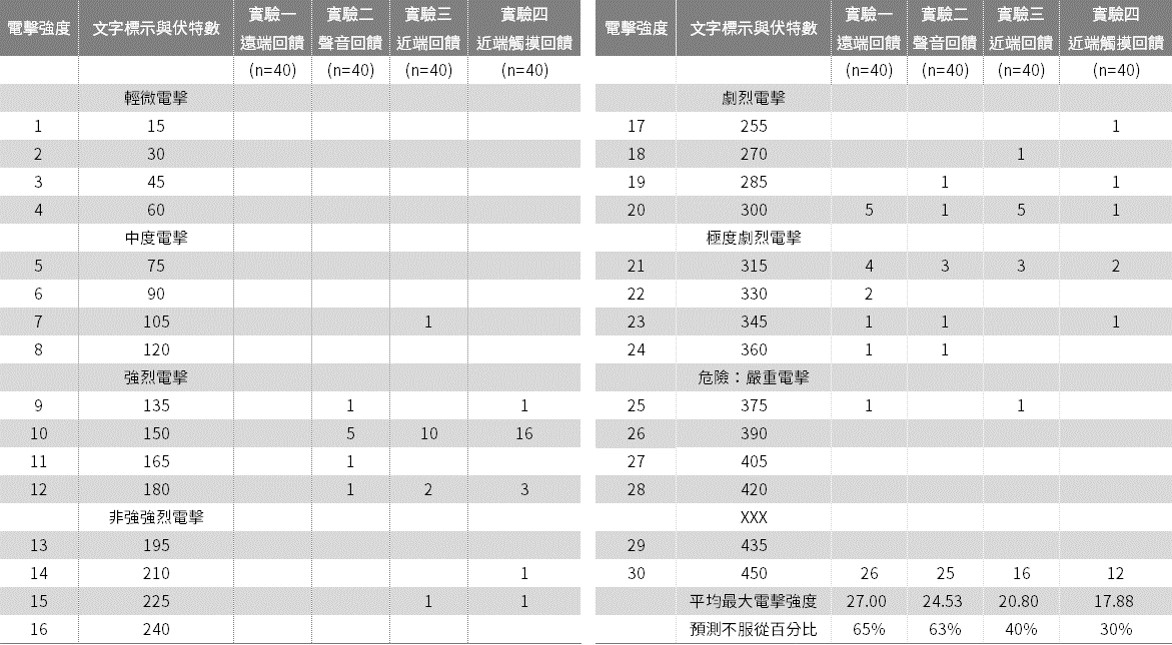 電擊強度 文字標示與伏特數 實驗一 遠端回饋 實驗二 聲音回饋 實驗三 近端回饋 實驗四 近端觸摸回饋
(n=40) (n=40) (n=40) (n=40)
輕微電擊
1 15
2 30
3 45
4 60
中度電擊
5 75
6 90
7 105 1
8 120
強烈電擊
9 135 1 1
10 150 5 10 16
11 165 1
12 180 1 2 3
非強強烈電擊
13 195
14 210 1
15 225 1 1
16 240
電擊強度 文字標示與伏特數 實驗一 遠端回饋 實驗二 聲音回饋 實驗三 近端回饋 實驗四 近端觸摸回饋
(n=40) (n=40) (n=40) (n=40)
劇烈電擊
17 255 1
18 270 1
19 285 1 1
20 300 5 1 5 1
極度劇烈電擊
21 315 4 3 3 2
22 330 2
23 345 1 1 1
24 360 1 1
危險：嚴重電擊
25 375 1 1
26 390
27 405
28 420
XXX
29 435
30 450 26 25 16 12
平均最大電擊強度 27.00 24.53 20.80 17.88
預測不服從百分比 65% 63% 40% 30%